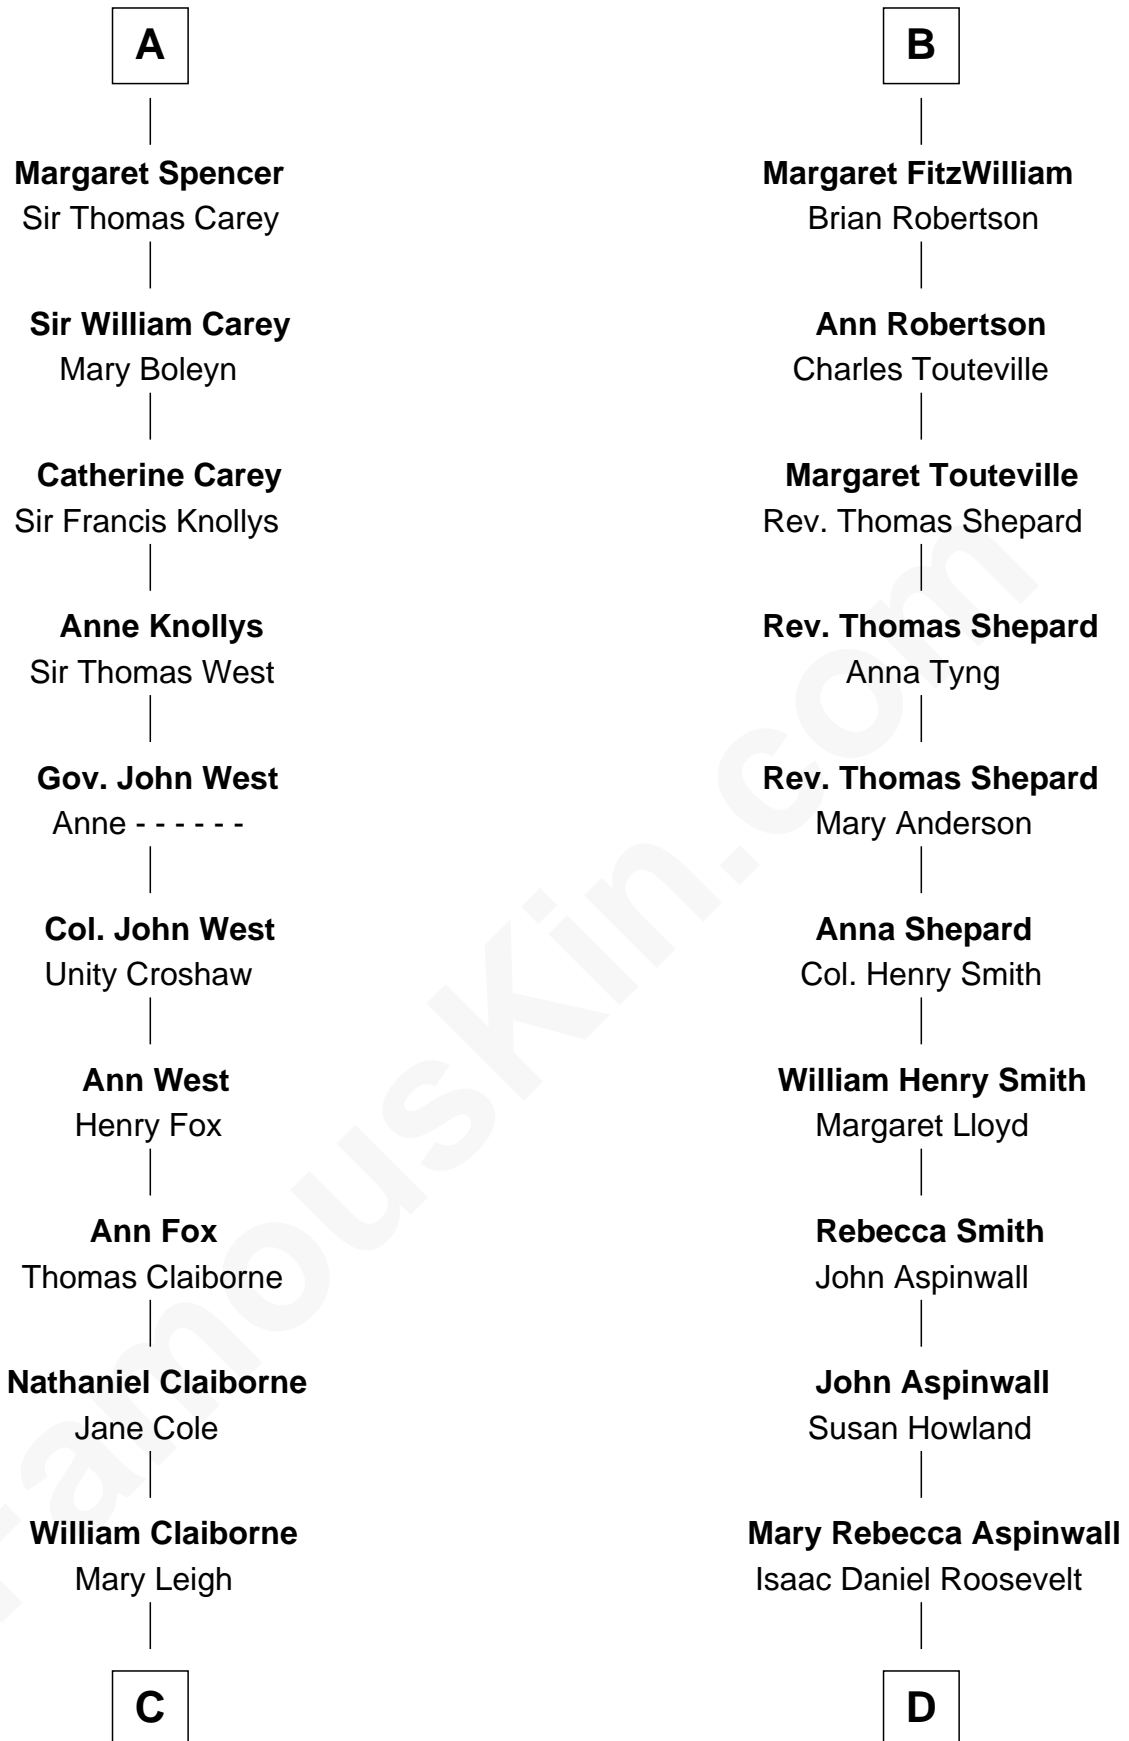 A
Margaret Spencer
Sir Thomas Carey
Sir William Carey
Mary Boleyn
Catherine Carey
Sir Francis Knollys
Anne Knollys
Sir Thomas West
Gov. John West
Anne - - - - - -
Col. John West
Unity Croshaw
Ann West
Henry Fox
Ann Fox
Thomas Claiborne
Nathaniel Claiborne
Jane Cole
William Claiborne
Mary Leigh
C
B
Margaret FitzWilliam
Brian Robertson
Ann Robertson
Charles Touteville
Margaret Touteville
Rev. Thomas Shepard
Rev. Thomas Shepard
Anna Tyng
Rev. Thomas Shepard
Mary Anderson
Anna Shepard
Col. Henry Smith
William Henry Smith
Margaret Lloyd
Rebecca Smith
John Aspinwall
John Aspinwall
Susan Howland
Mary Rebecca Aspinwall
Isaac Daniel Roosevelt
D
FamousKin.com